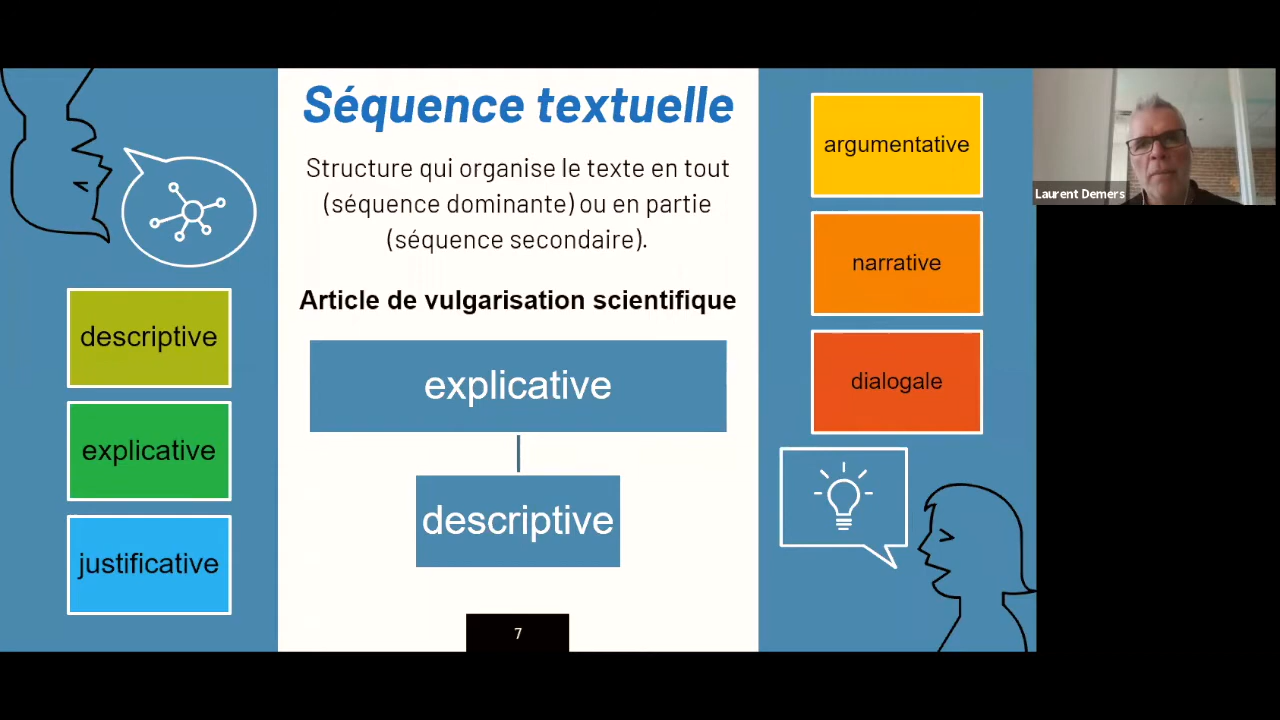 Séquence textuelle
Structure qui organise le texte en tout
(séquence dominante) ou en partie
(séquence secondaire).
Article de vulgarisation scientifique
explicative
descriptive
7
descriptive
explicative
justificative
argumentative
narrative
dialogale
Laurent Demers